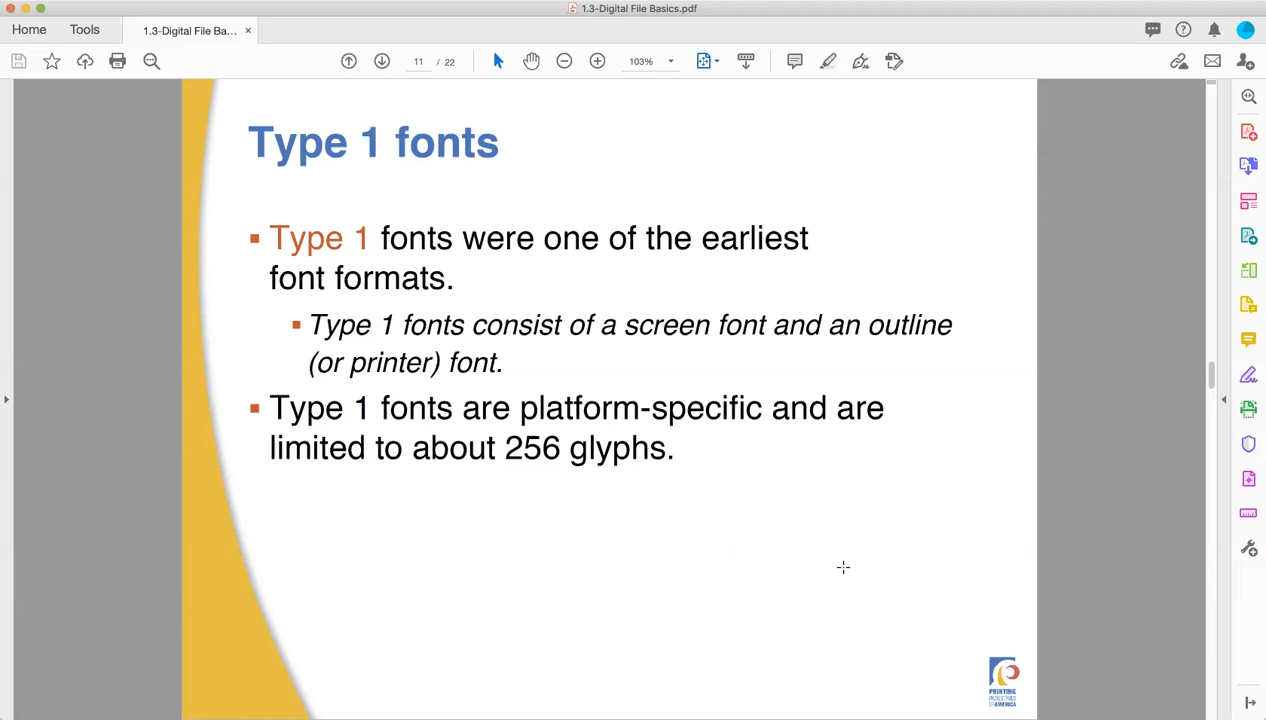 1.3-Digital File Basics.pdf
Home Tools 1.3-Digital File Ba... ×
11 / 22 103%
Type 1 fonts
▪ Type 1 fonts were one of the earliest
font formats.
▪ Type 1 fonts consist of a screen font and an outline
(or printer) font.
▪ Type 1 fonts are platform-specific and are
limited to about 256 glyphs.
PRINTING
INDUSTRIES
OF AMERICA